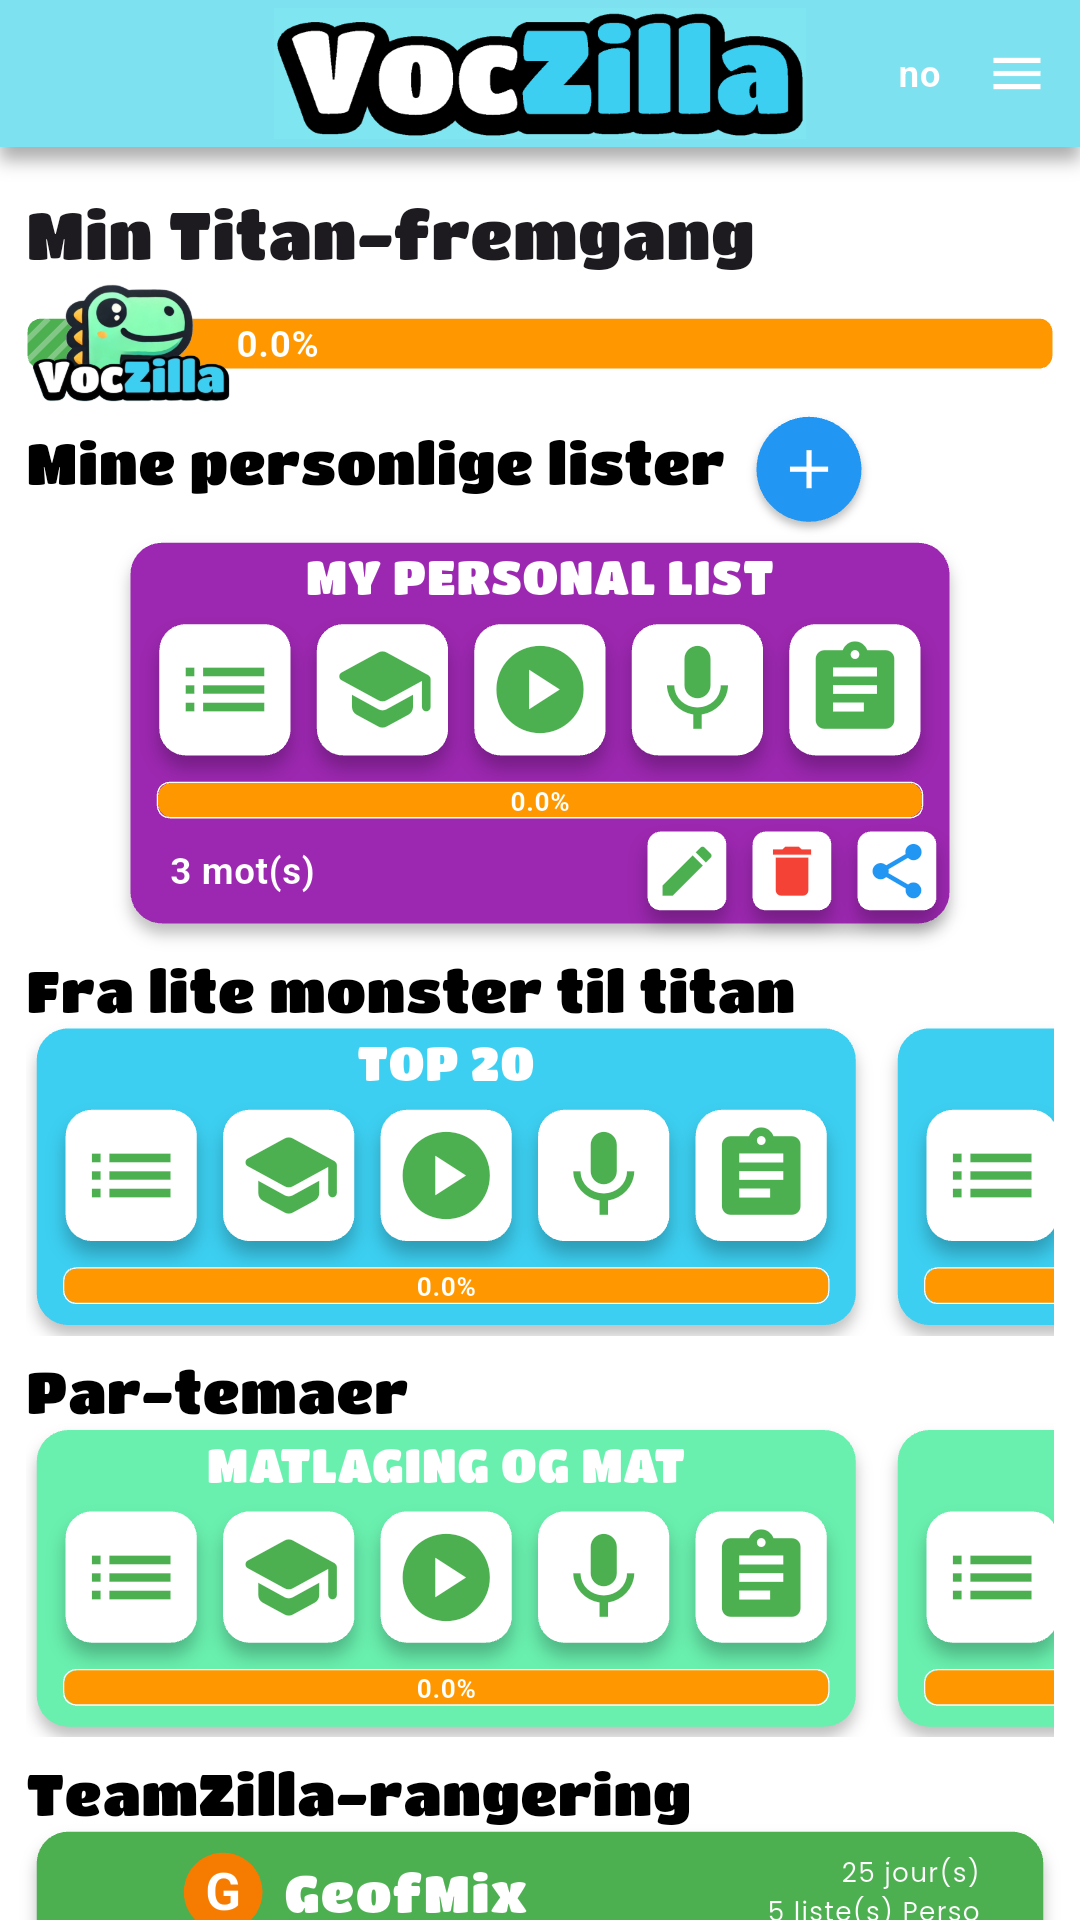 VocZilla
no
Min Titan-fremgang
VocZilla
0.0%
Mine personlige lister
MY PERSONAL LIST
0.0%
3 mot(s)
Fra lite monster til titan
TOP 20
0.0%
Par-temaer
MATLAGING OG MAT
0.0%
TeamZilla-rangering
G GeofMix
25 jour(s)
5 liste(s) Perso